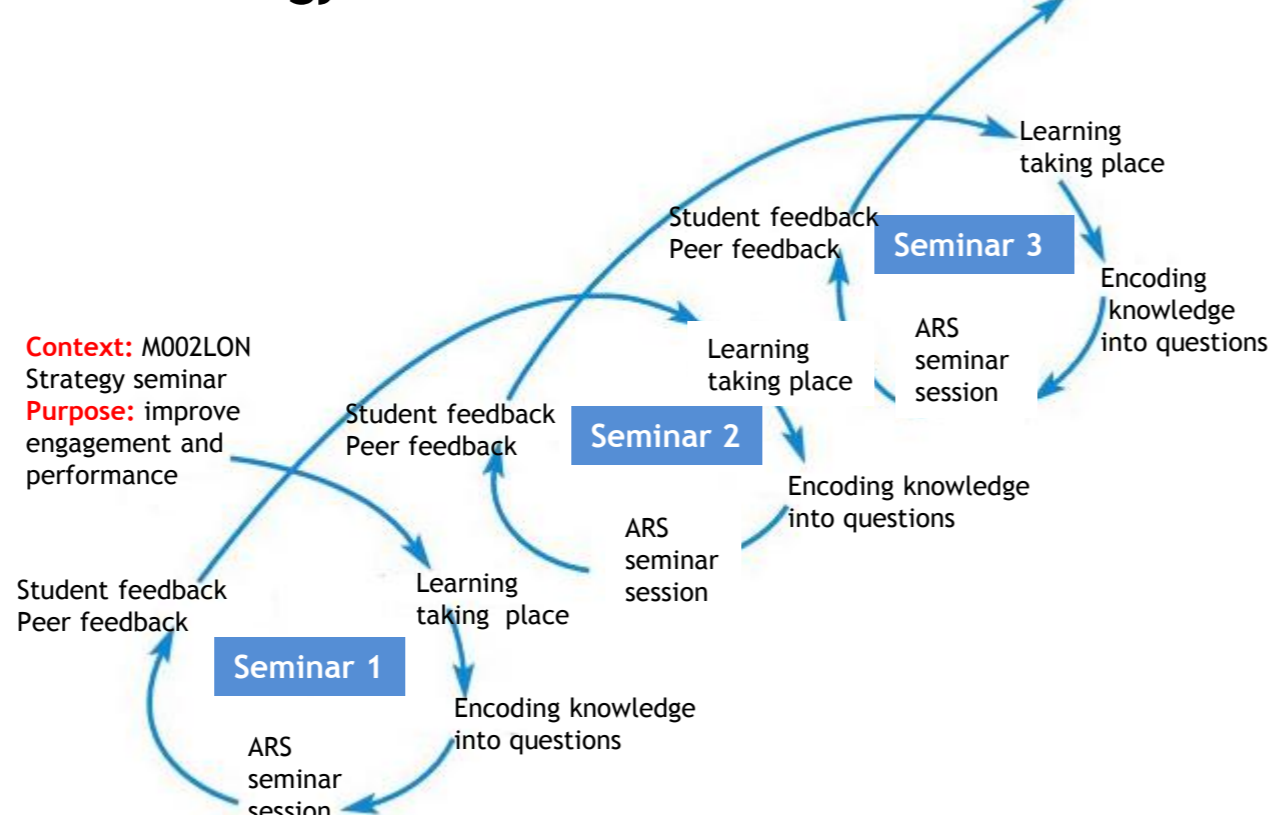 Learning
taking place
Student feedback
Peer feedback
Seminar 3
Encoding
knowledge
into questions
ARS
seminar
session
Context: M002LON
Strategy seminar
Purpose: improve
engagement and
performance
Learning
taking place
Student feedback
Peer feedback
Seminar 2
Encoding knowledge
into questions
ARS
seminar
session
Student feedback
Peer feedback
Learning
taking  place
Seminar 1
Encoding knowledge
into questions
ARS
seminar
session